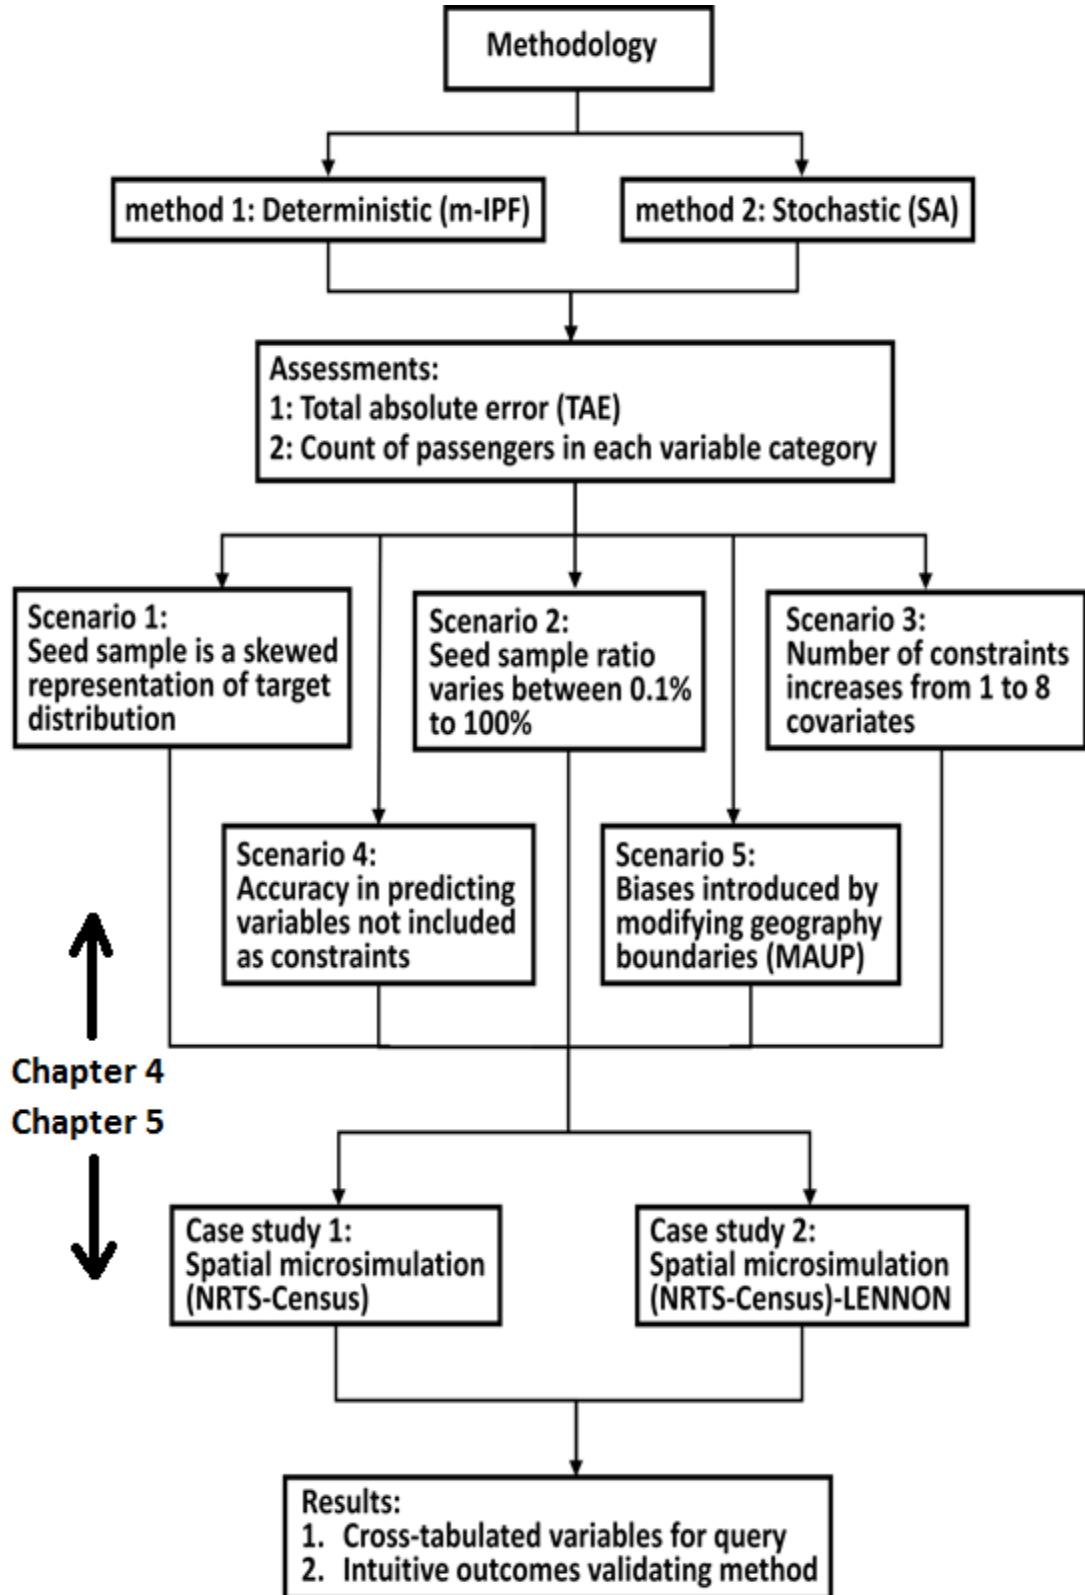 Methodology
method 1: Deterministic (m-IPF)
method 2: Stochastic (SA)
Assessments:
1: Total absolute error (TAE)
2: Count of passengers in each variable category
Scenario 1:
Seed sample is a skewed
representation of target
distribution
Scenario 2:
Seed sample ratio
varies between 0.1%
to 100%
Scenario 3:
Number of constraints
increases from 1 to 8
covariates
Scenario 4:
Accuracy in predicting
variables not included
as constraints
Scenario 5:
Biases introduced by
modifying geography
boundaries (MAUP)
Chapter 4
Chapter 5
Case study 1:
Spatial microsimulation
(NRTS-Census)
Case study 2:
Spatial microsimulation
(NRTS-Census)-LENNON
Results:
1. Cross-tabulated variables for query
2. Intuitive outcomes validating method